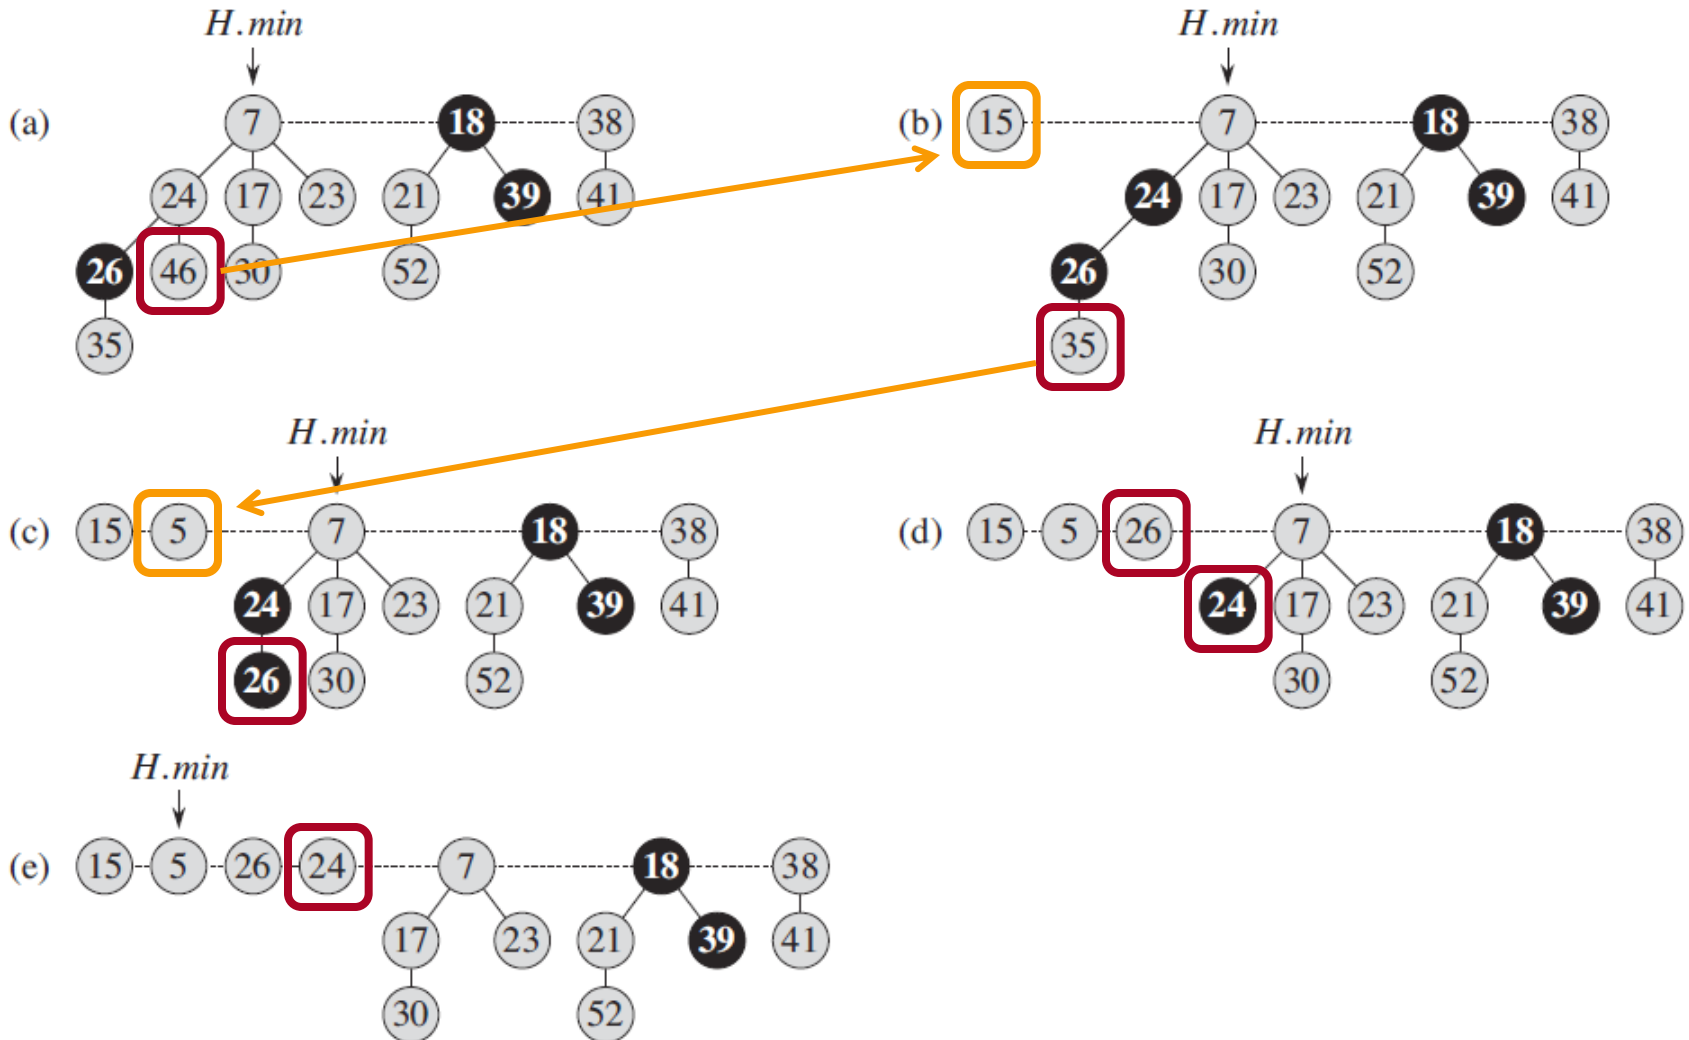 H.min H.min
(a) 7 18 38 (b) 15 7 18 38
24 17 23 21 39 41 24 17 23 21 39 41
26 46 30 52 26 30 52
35 35
H.min H.min
(c) 15 5 7 18 38 (d) 15 5 26 7 18 38
24 17 23 21 39 41 24 17 23 21 39 41
26 30 52 30 52
H.min
(e) 15 5 26 24 7 18 38
17 23 21 39 41
30 52